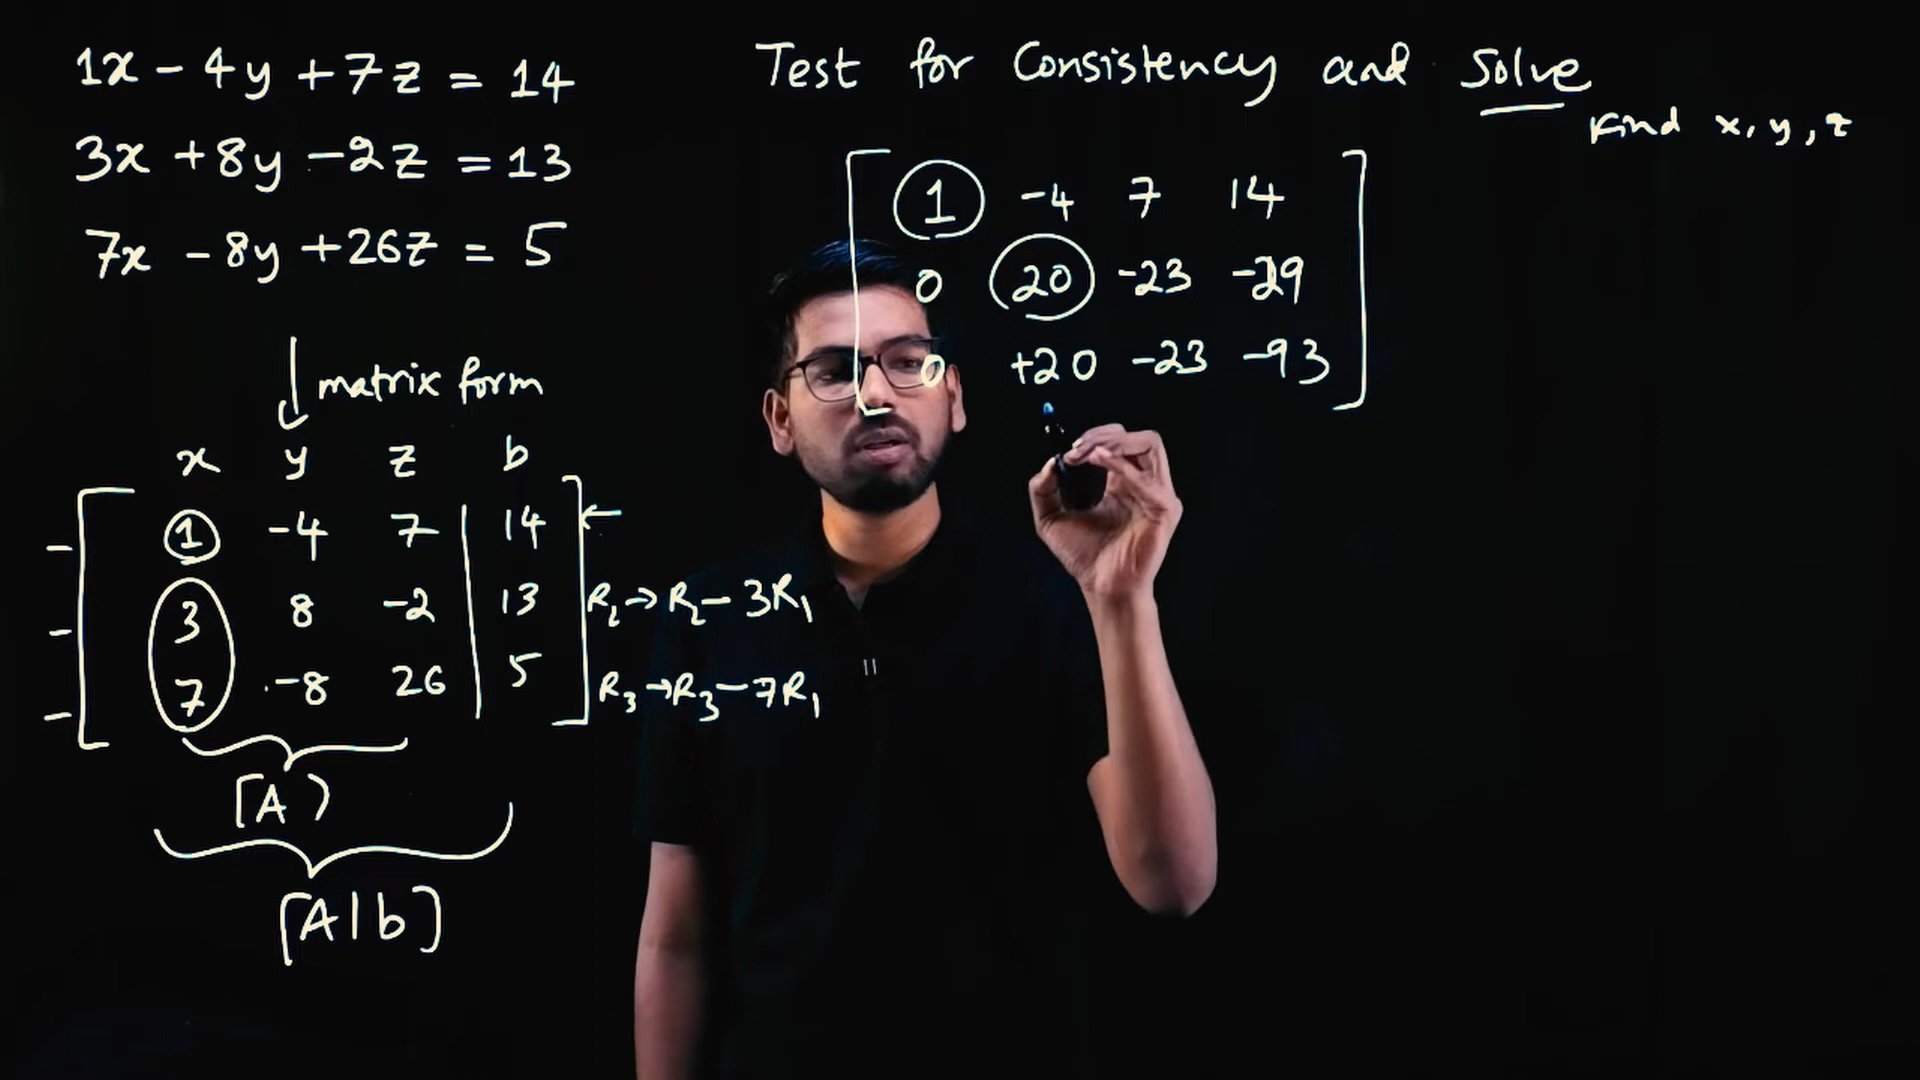 1x - 4y + 7z = 14
3x + 8y - 2z = 13
7x - 8y + 26z = 5
matrix form
x y z b
1 -4 7 | 14 ←
3 8 -2 | 13 R₂ → R₂ - 3R₁
7 -8 26 | 5 R₃ → R₃ - 7R₁
[A]
[A|b]
Test for Consistency and Solve
Find x, y, z
1 -4 7 14
0 20 -23 -29
0 +20 -23 -93